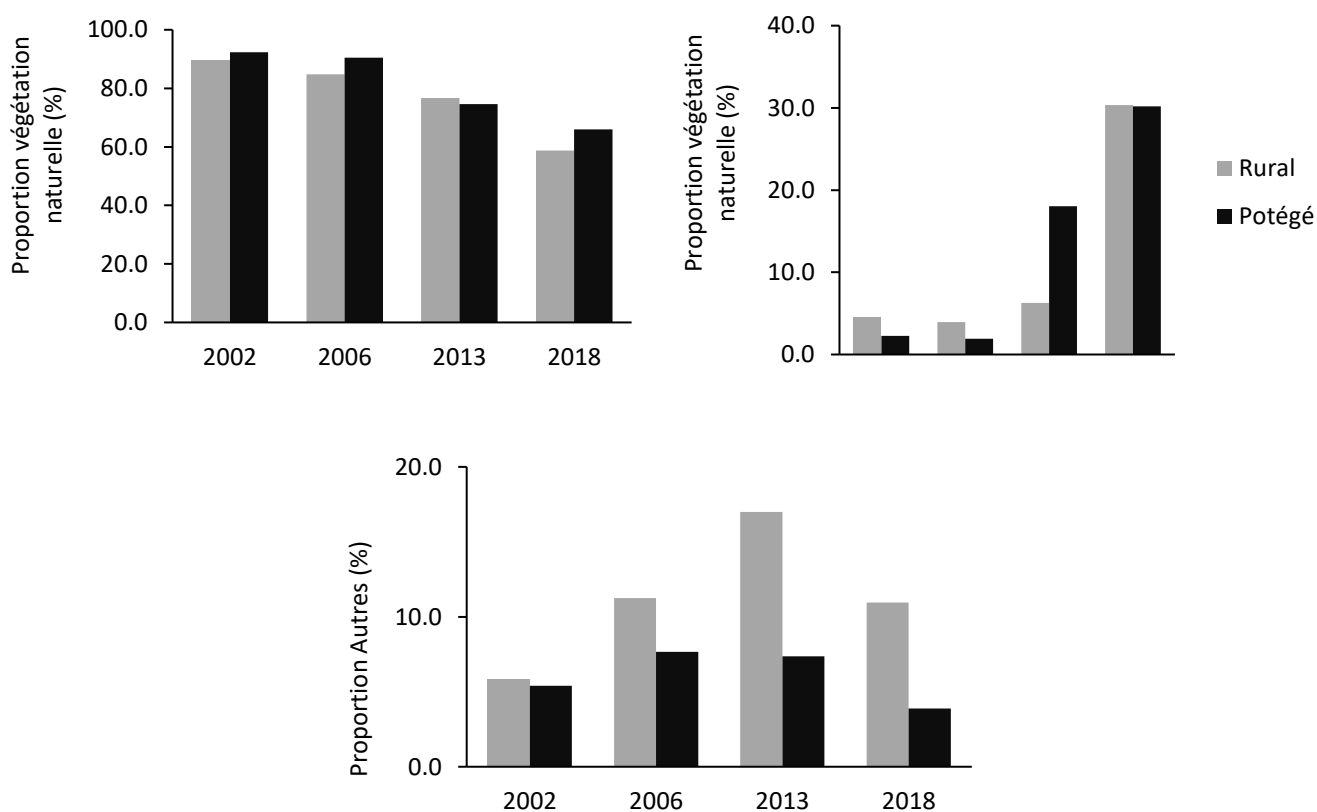 Proportion végétation
naturelle (%)
100.0
80.0
60.0
40.0
20.0
0.0
2002 2006 2013 2018
Proportion végétation
naturelle (%)
40.0
30.0
20.0
10.0
0.0
Rural
Potégé
Proportion Autres (%)
20.0
10.0
0.0
2002 2006 2013 2018